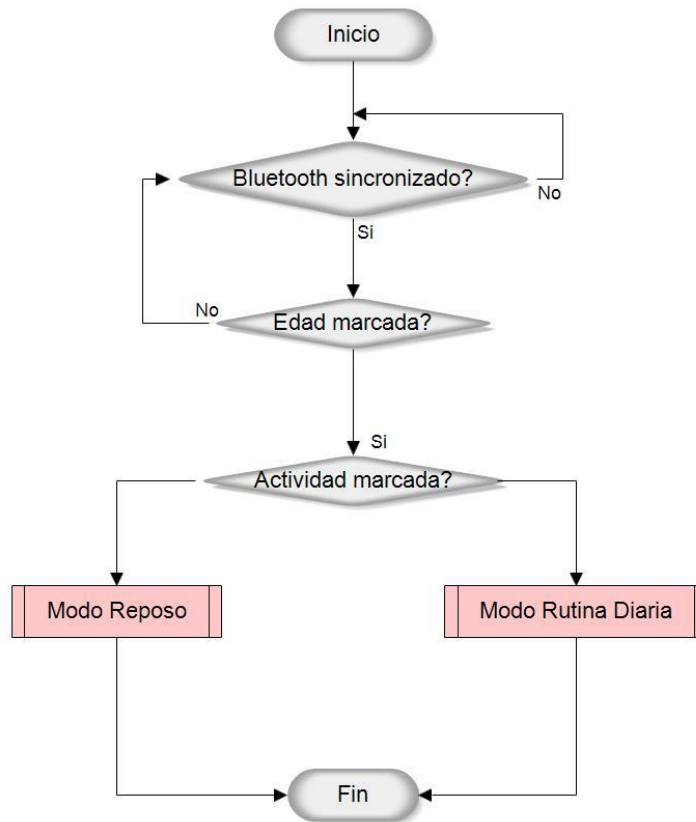 Inicio
Bluetooth sincronizado?
No
Si
No
Edad marcada?
Si
Actividad marcada?
Modo Reposo
Modo Rutina Diaria
Fin